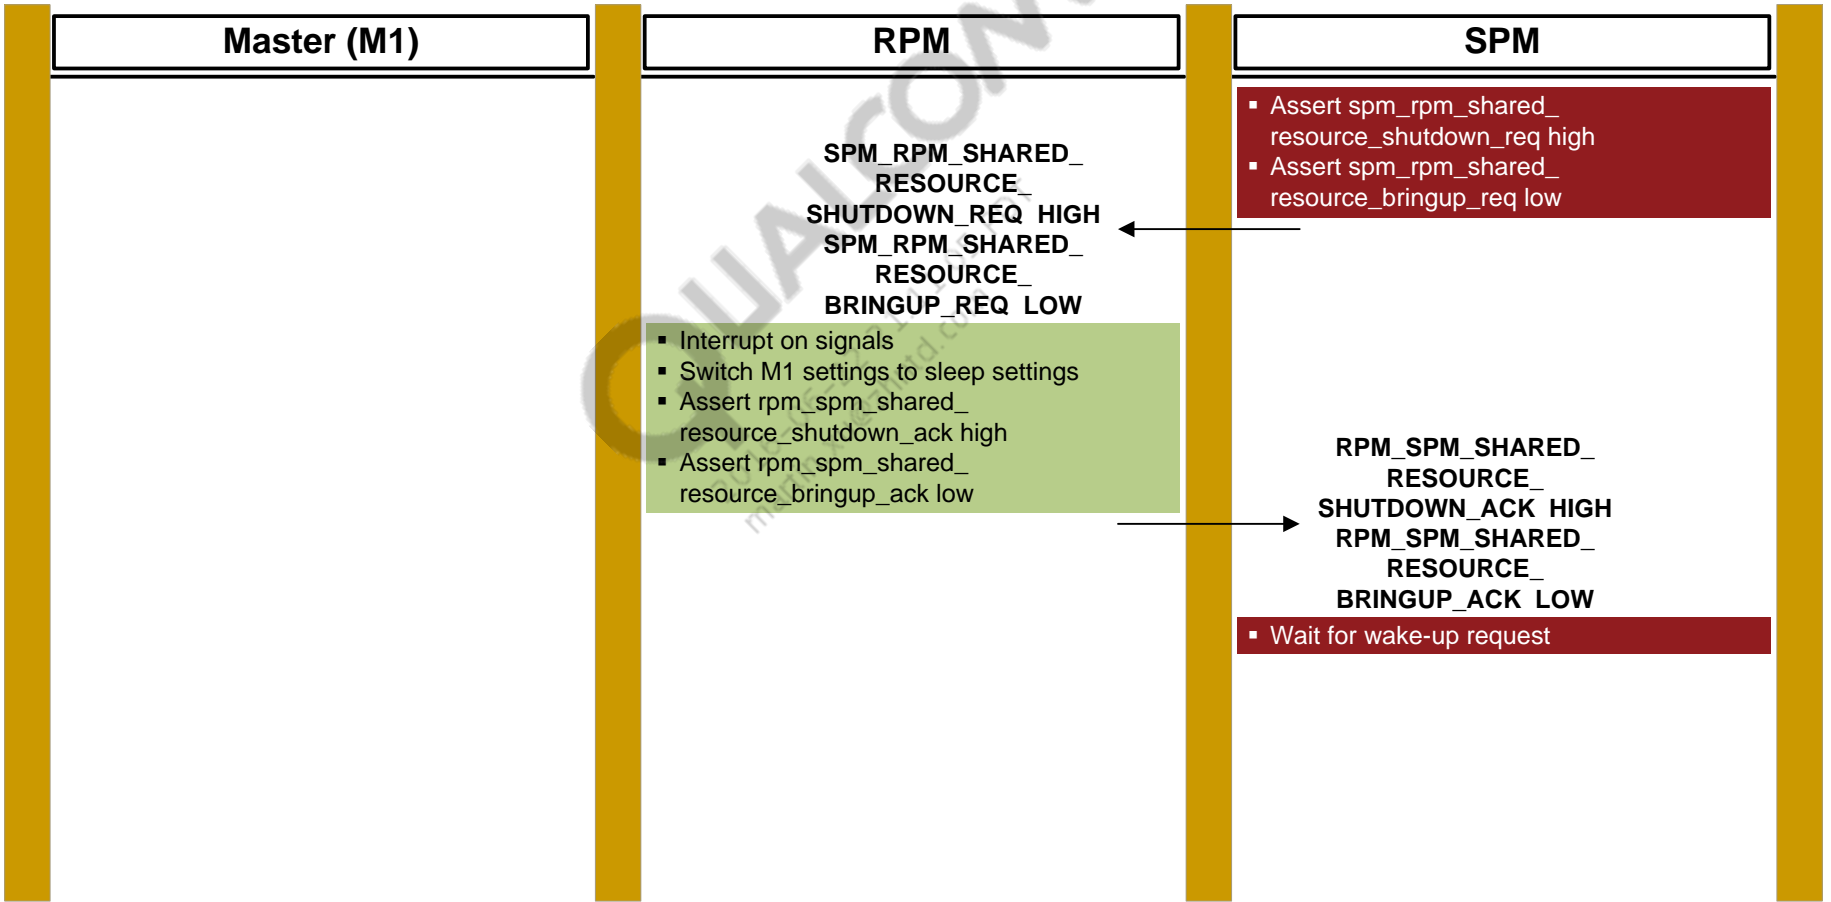 Master (M1)
RPM
SPM
▪ Assert spm_rpm_shared_
resource_shutdown_req high
▪ Assert spm_rpm_shared_
resource_bringup_req low
SPM_RPM_SHARED_
RESOURCE_
SHUTDOWN_REQ HIGH
SPM_RPM_SHARED_
RESOURCE_
BRINGUP_REQ LOW
▪ Interrupt on signals
▪ Switch M1 settings to sleep settings
▪ Assert rpm_spm_shared_
resource_shutdown_ack high
▪ Assert rpm_spm_shared_
resource_bringup_ack low
RPM_SPM_SHARED_
RESOURCE_
SHUTDOWN_ACK HIGH
RPM_SPM_SHARED_
RESOURCE_
BRINGUP_ACK LOW
▪ Wait for wake-up request